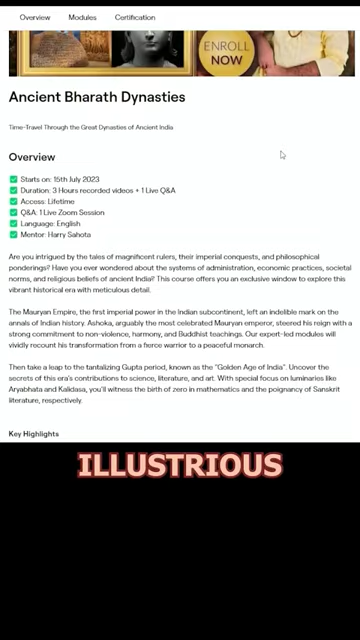 Overview Modules Certification
ENROLL
NOW
Ancient Bharath Dynasties
Time-Travel Through the Great Dynasties of Ancient India
Overview
✅ Starts on: 15th July 2023
✅ Duration: 3 Hours recorded videos + 1 Live Q&A
✅ Access: Lifetime
✅ Q&A: 1 Live Zoom Session
✅ Language: English
✅ Mentor: Harry Sahota
Are you intrigued by the tales of magnificent rulers, their imperial conquests, and philosophical
ponderings? Have you ever wondered about the systems of administration, economic practices, societal
norms, and religious beliefs of ancient India? This course offers you an exclusive window to explore this
vibrant historical era with meticulous detail.
The Mauryan Empire, the first imperial power in the Indian subcontinent, left an indelible mark on the
annals of Indian history. Ashoka, arguably the most celebrated Mauryan emperor, steered his reign with a
strong commitment to non-violence, harmony, and Buddhist teachings. Our expert-led modules will
vividly recount his transformation from a fierce warrior to a peaceful monarch.
Then take a leap to the tantalizing Gupta period, known as the "Golden Age of India". Uncover the
secrets of this era's contributions to science, literature, and art. With special focus on luminaries like
Aryabhata and Kalidasa, you'll witness the birth of zero in mathematics and the poignancy of Sanskrit
literature, respectively.
Key Highlights
ILLUSTRIOUS